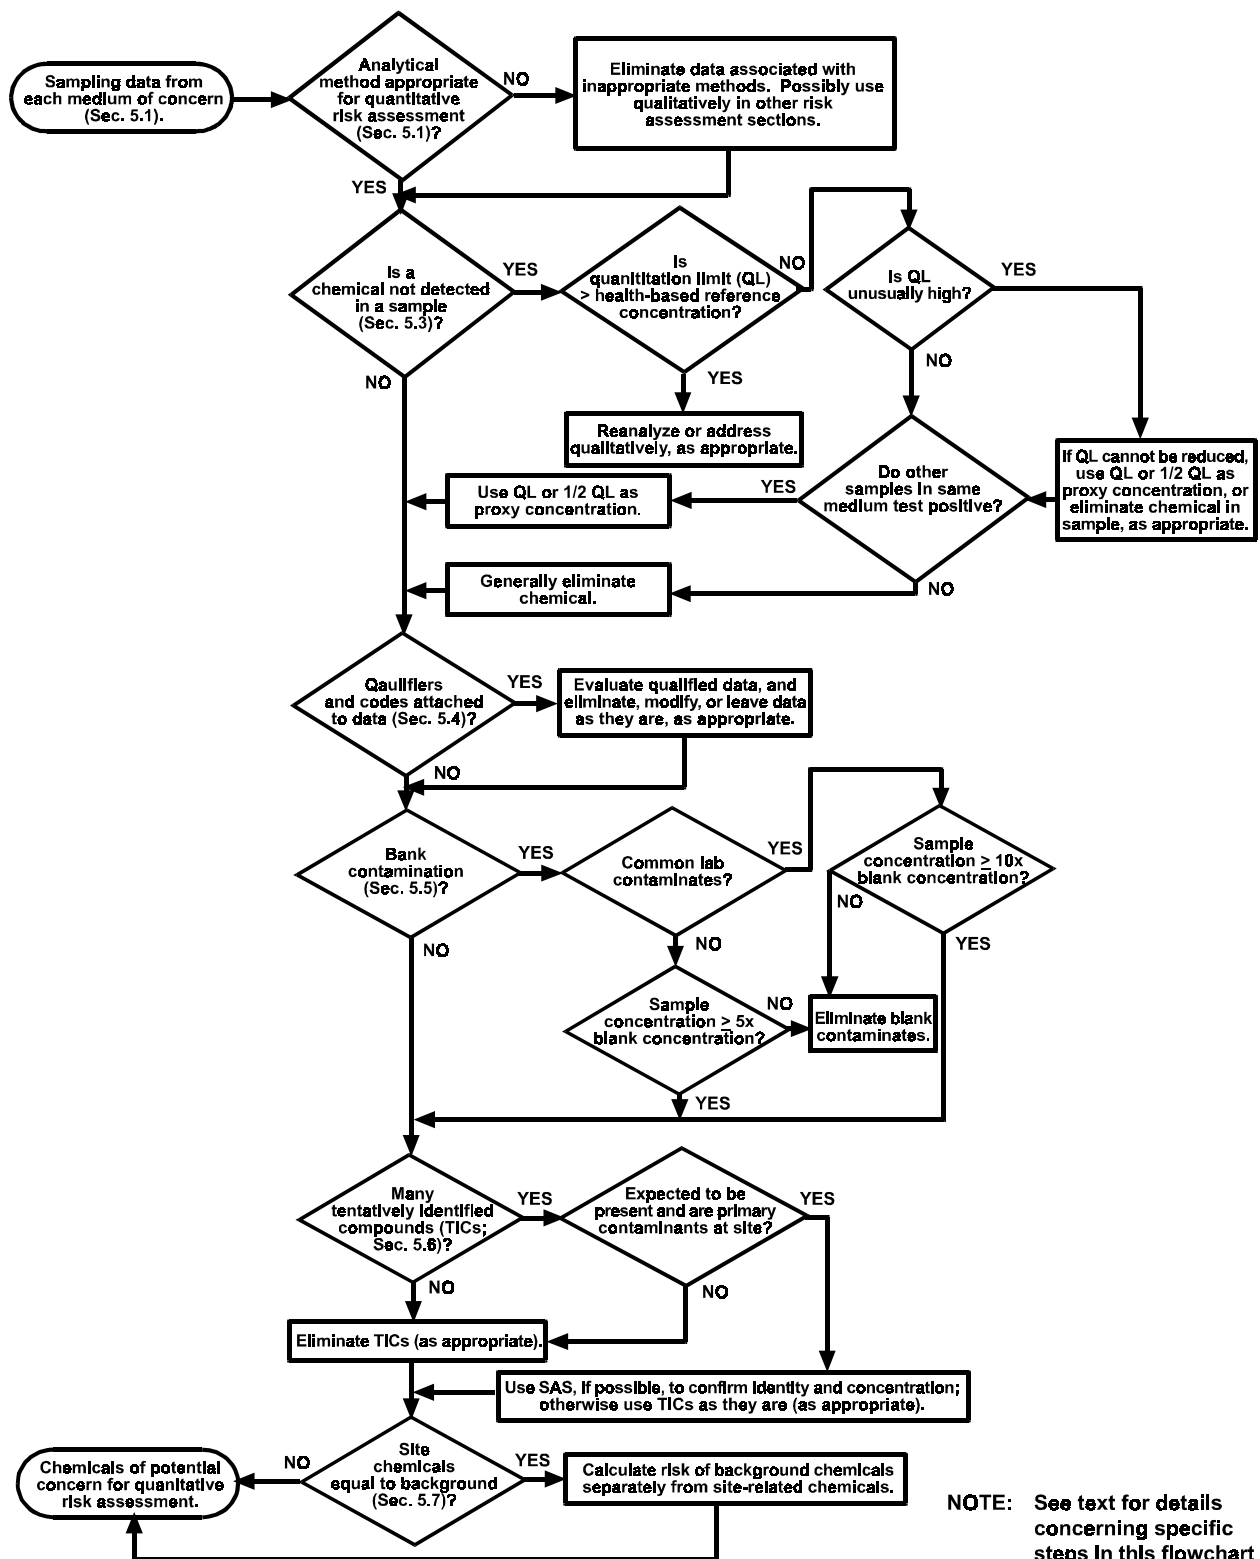 Sampling data from
each medium of concern
(Sec. 5.1).
Analytical
method appropriate
for quantitative
risk assessment
(Sec. 5.1)?
NO
Eliminate data associated with
inappropriate methods. Possibly use
qualitatively in other risk
assessment sections.
YES
Is a
chemical not detected
in a sample
(Sec. 5.3)?
YES
Is
quanititation limit (QL)
> health-based reference
concentration?
NO
Is QL
unusually high?
YES
NO
NO
YES
Reanalyze or address
qualitatively, as appropriate.
If QL cannot be reduced,
use QL or 1/2 QL as
proxy concentration, or
eliminate chemical in
sample, as appropriate.
Do other
samples in same
medium test positive?
YES
Use QL or 1/2 QL as
proxy concentration.
NO
Generally eliminate
chemical.
Qaulifiers
and codes attached
to data (Sec. 5.4)?
YES
Evaluate qualified data, and
eliminate, modify, or leave data
as they are, as appropriate.
NO
Bank
contamination
(Sec. 5.5)?
YES
Common lab
contaminates?
YES
Sample
concentration ≥ 10x
blank concentration?
NO
YES
NO
NO
Sample
concentration ≥ 5x
blank concentration?
NO
Eliminate blank
contaminates.
YES
Many
tentatively identified
compounds (TICs;
Sec. 5.6)?
YES
Expected to be
present and are primary
contaminants at site?
YES
NO
NO
Eliminate TICs (as appropriate).
Use SAS, if possible, to confirm identity and concentration;
otherwise use TICs as they are (as appropriate).
Site
chemicals
equal to background
(Sec. 5.7)?
NO
Chemicals of potential
concern for qunatitative
risk assessment.
YES
Calculate risk of background chemicals
separately from site-related chemicals.
NOTE: See text for details
concerning specific
steps in this flowchart